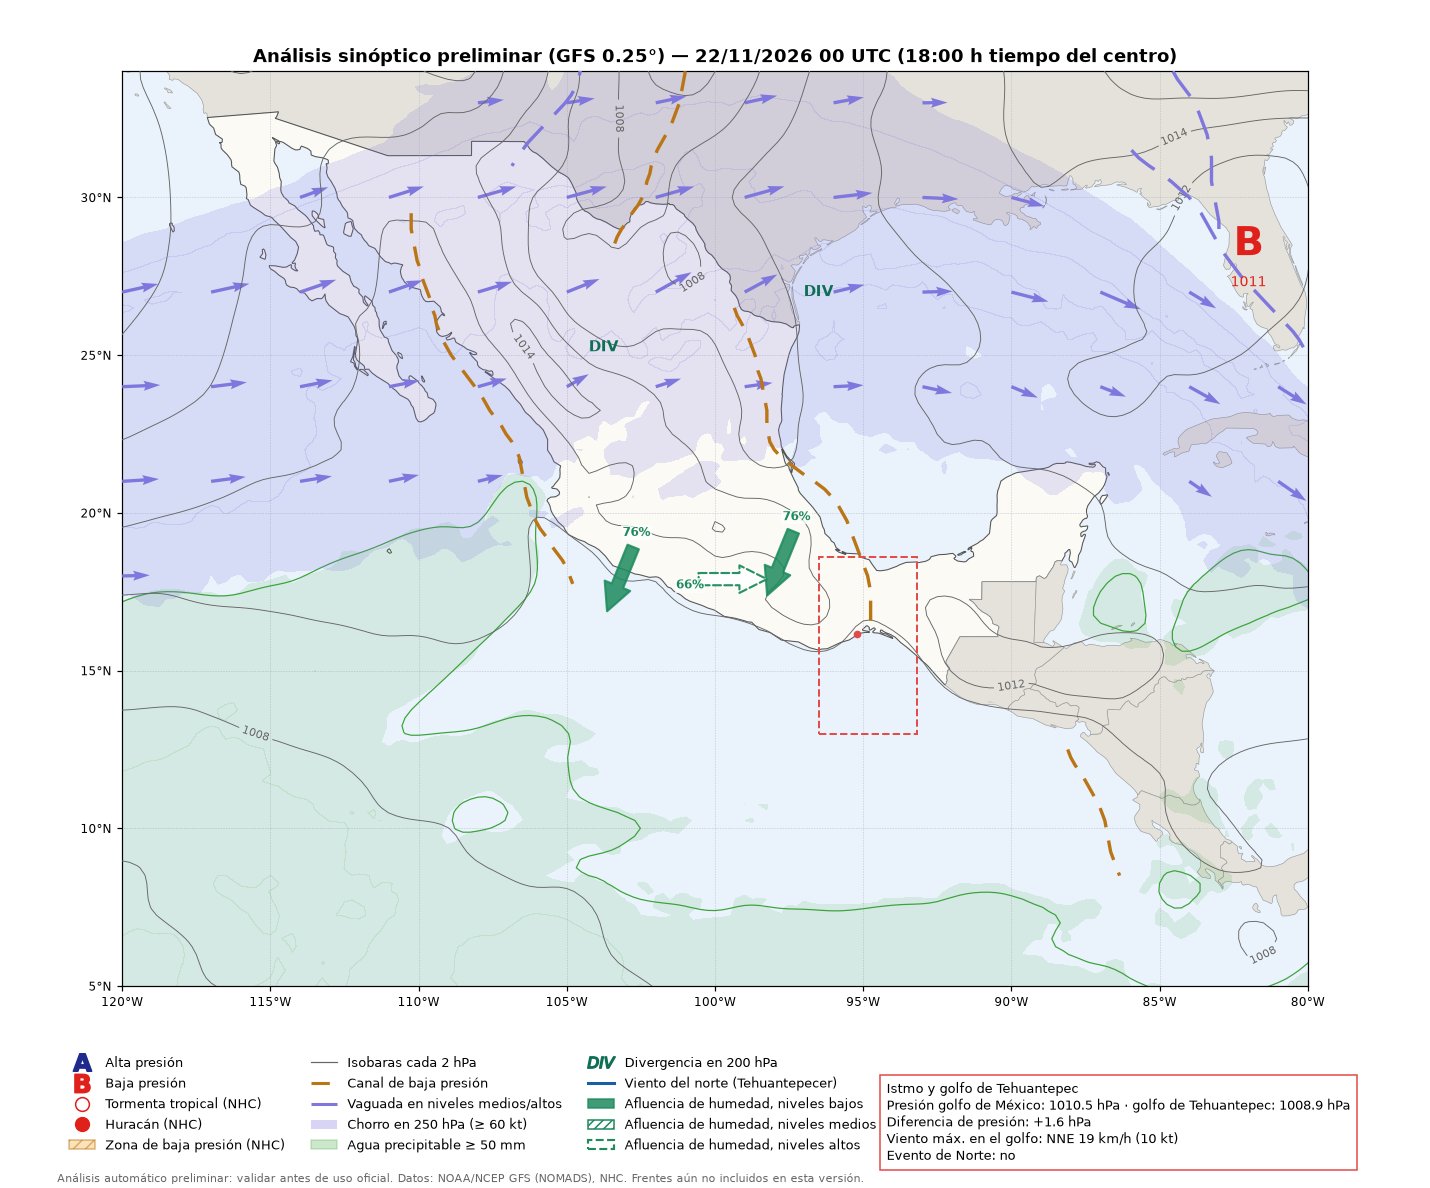 Análisis sinóptico preliminar (GFS 0.25°) — 22/11/2026 00 UTC (18:00 h tiempo del centro)
1008
1014
1012
B
1011
DIV
1008
DIV
1014
76%
76%
66%
1012
1008
1008
30°N
25°N
20°N
15°N
10°N
5°N
120°W
115°W
110°W
105°W
100°W
95°W
90°W
85°W
80°W
A Alta presión
B Baja presión
Tormenta tropical (NHC)
Huracán (NHC)
Zona de baja presión (NHC)
Isobaras cada 2 hPa
Canal de baja presión
Vaguada en niveles medios/altos
Chorro en 250 hPa (≥ 60 kt)
Agua precipitable ≥ 50 mm
DIV Divergencia en 200 hPa
Viento del norte (Tehuantepecer)
Afluencia de humedad, niveles bajos
Afluencia de humedad, niveles medios
Afluencia de humedad, niveles altos
Istmo y golfo de Tehuantepec
Presión golfo de México: 1010.5 hPa · golfo de Tehuantepec: 1008.9 hPa
Diferencia de presión: +1.6 hPa
Viento máx. en el golfo: NNE 19 km/h (10 kt)
Evento de Norte: no
Análisis automático preliminar: validar antes de uso oficial. Datos: NOAA/NCEP GFS (NOMADS), NHC. Frentes aún no incluidos en esta versión.